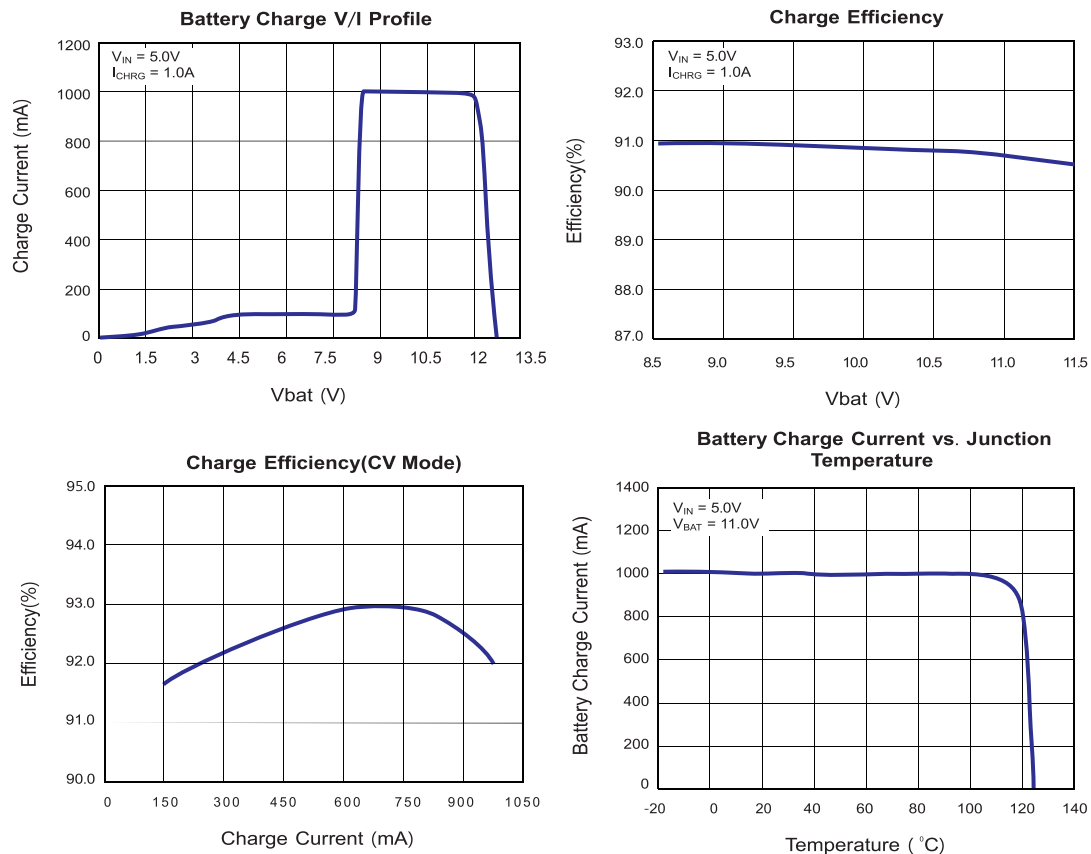 Battery Charge V/I Profile
VIN = 5.0V
ICHRG = 1.0A
1200
1000
800
600
400
200
0
0 1.5 3 4.5 6 7.5 9 10.5 12 13.5
Charge Current (mA)
Vbat (V)
Charge Efficiency
VIN = 5.0V
ICHRG = 1.0A
93.0
92.0
91.0
90.0
89.0
88.0
87.0
8.5 9.0 9.5 10.0 10.5 11.0 11.5
Efficiency(%)
Vbat (V)
Charge Efficiency(CV Mode)
95.0
94.0
93.0
92.0
91.0
90.0
0 150 300 450 600 750 900 1050
Efficiency(%)
Charge Current (mA)
Battery Charge Current vs. Junction
Temperature
VIN = 5.0V
VBAT = 11.0V
1400
1200
1000
800
600
400
200
0
-20 0 20 40 60 80 100 120 140
Battery Charge Current (mA)
Temperature ( °C)